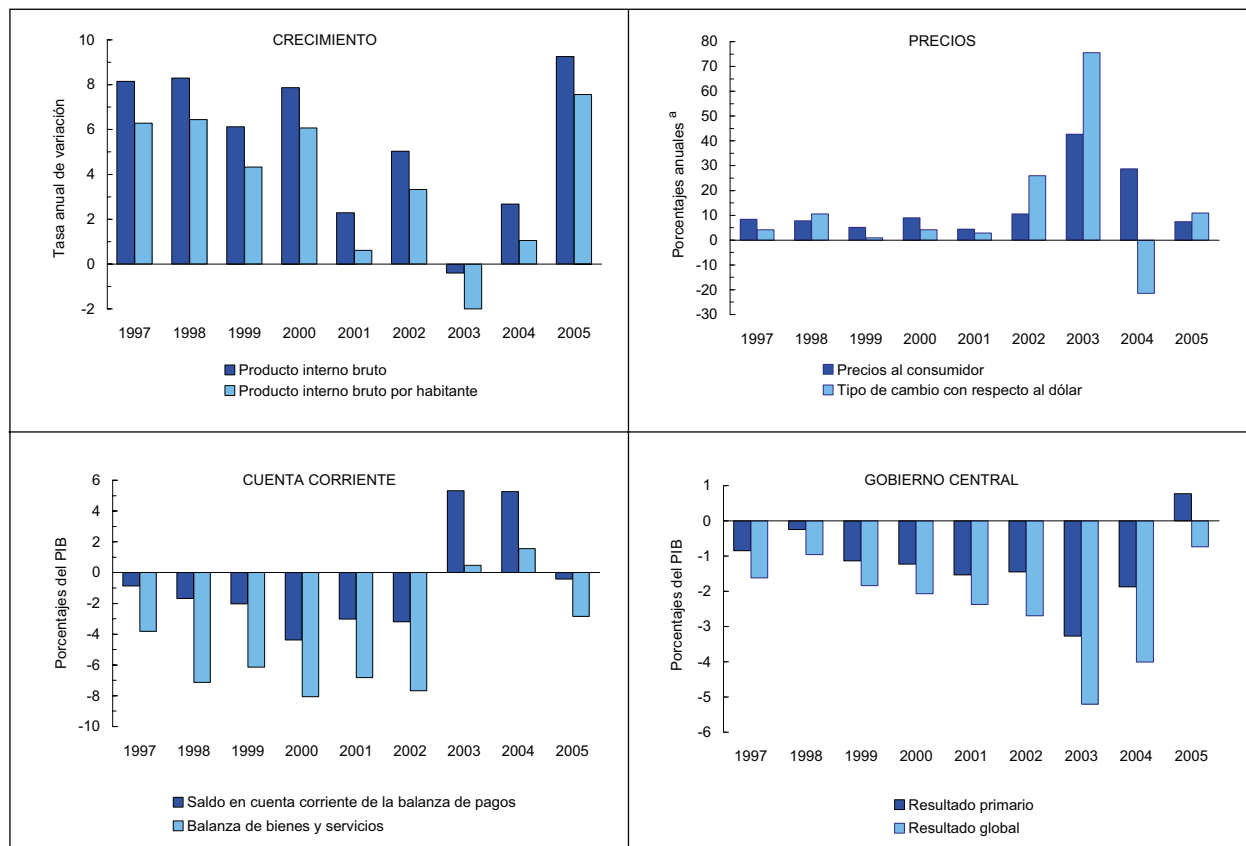 CRECIMIENTO
Tasa anual de variación
10
8
6
4
2
0
-2
1997 1998 1999 2000 2001 2002 2003 2004 2005
Producto interno bruto
Producto interno bruto por habitante
PRECIOS
Porcentajes anuales a
80
70
60
50
40
30
20
10
0
-10
-20
-30
1997 1998 1999 2000 2001 2002 2003 2004 2005
Precios al consumidor
Tipo de cambio con respecto al dólar
CUENTA CORRIENTE
Porcentajes del PIB
6
4
2
0
-2
-4
-6
-8
-10
1997 1998 1999 2000 2001 2002 2003 2004 2005
Saldo en cuenta corriente de la balanza de pagos
Balanza de bienes y servicios
GOBIERNO CENTRAL
Porcentajes del PIB
1
0
-1
-2
-3
-4
-5
-6
1997 1998 1999 2000 2001 2002 2003 2004 2005
Resultado primario
Resultado global